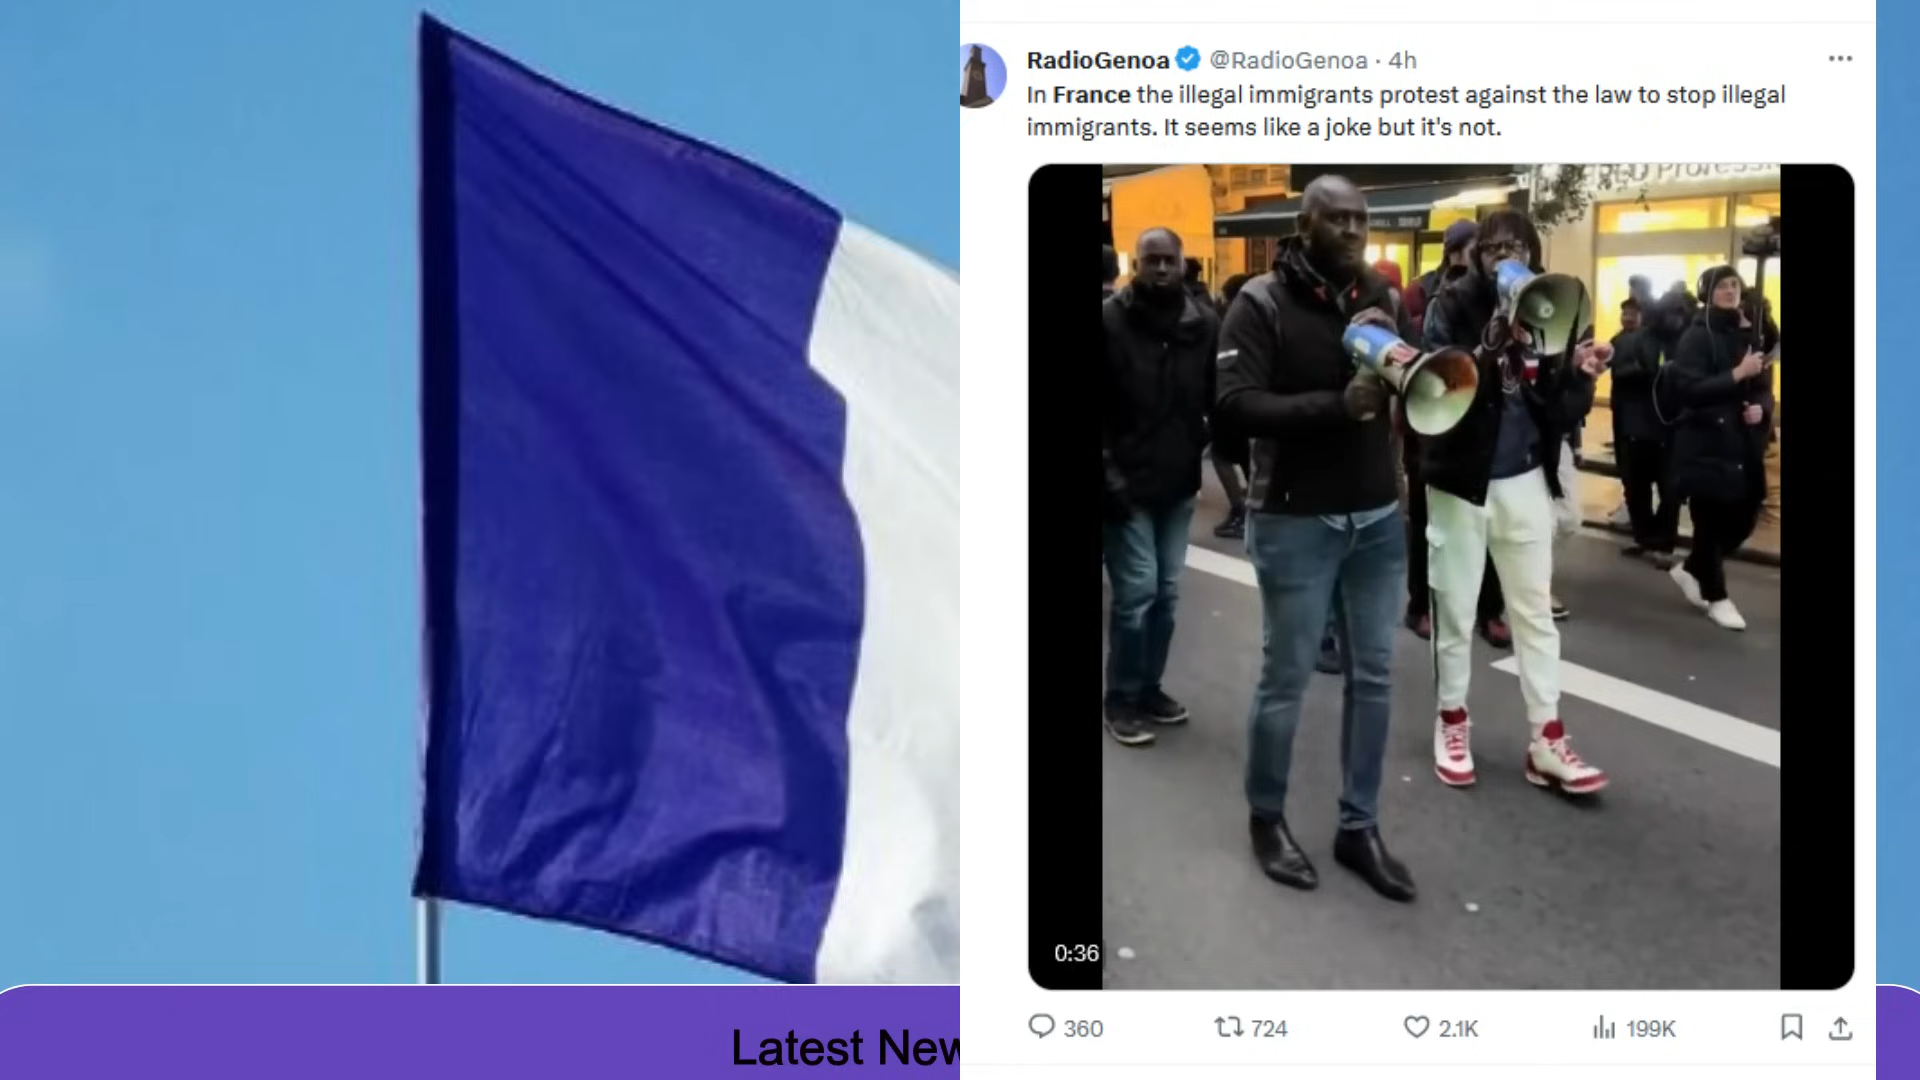 RadioGenoa @RadioGenoa · 4h
In France the illegal immigrants protest against the law to stop illegal
immigrants. It seems like a joke but it's not.
0:36
360 724 2.1K 199K
Latest New